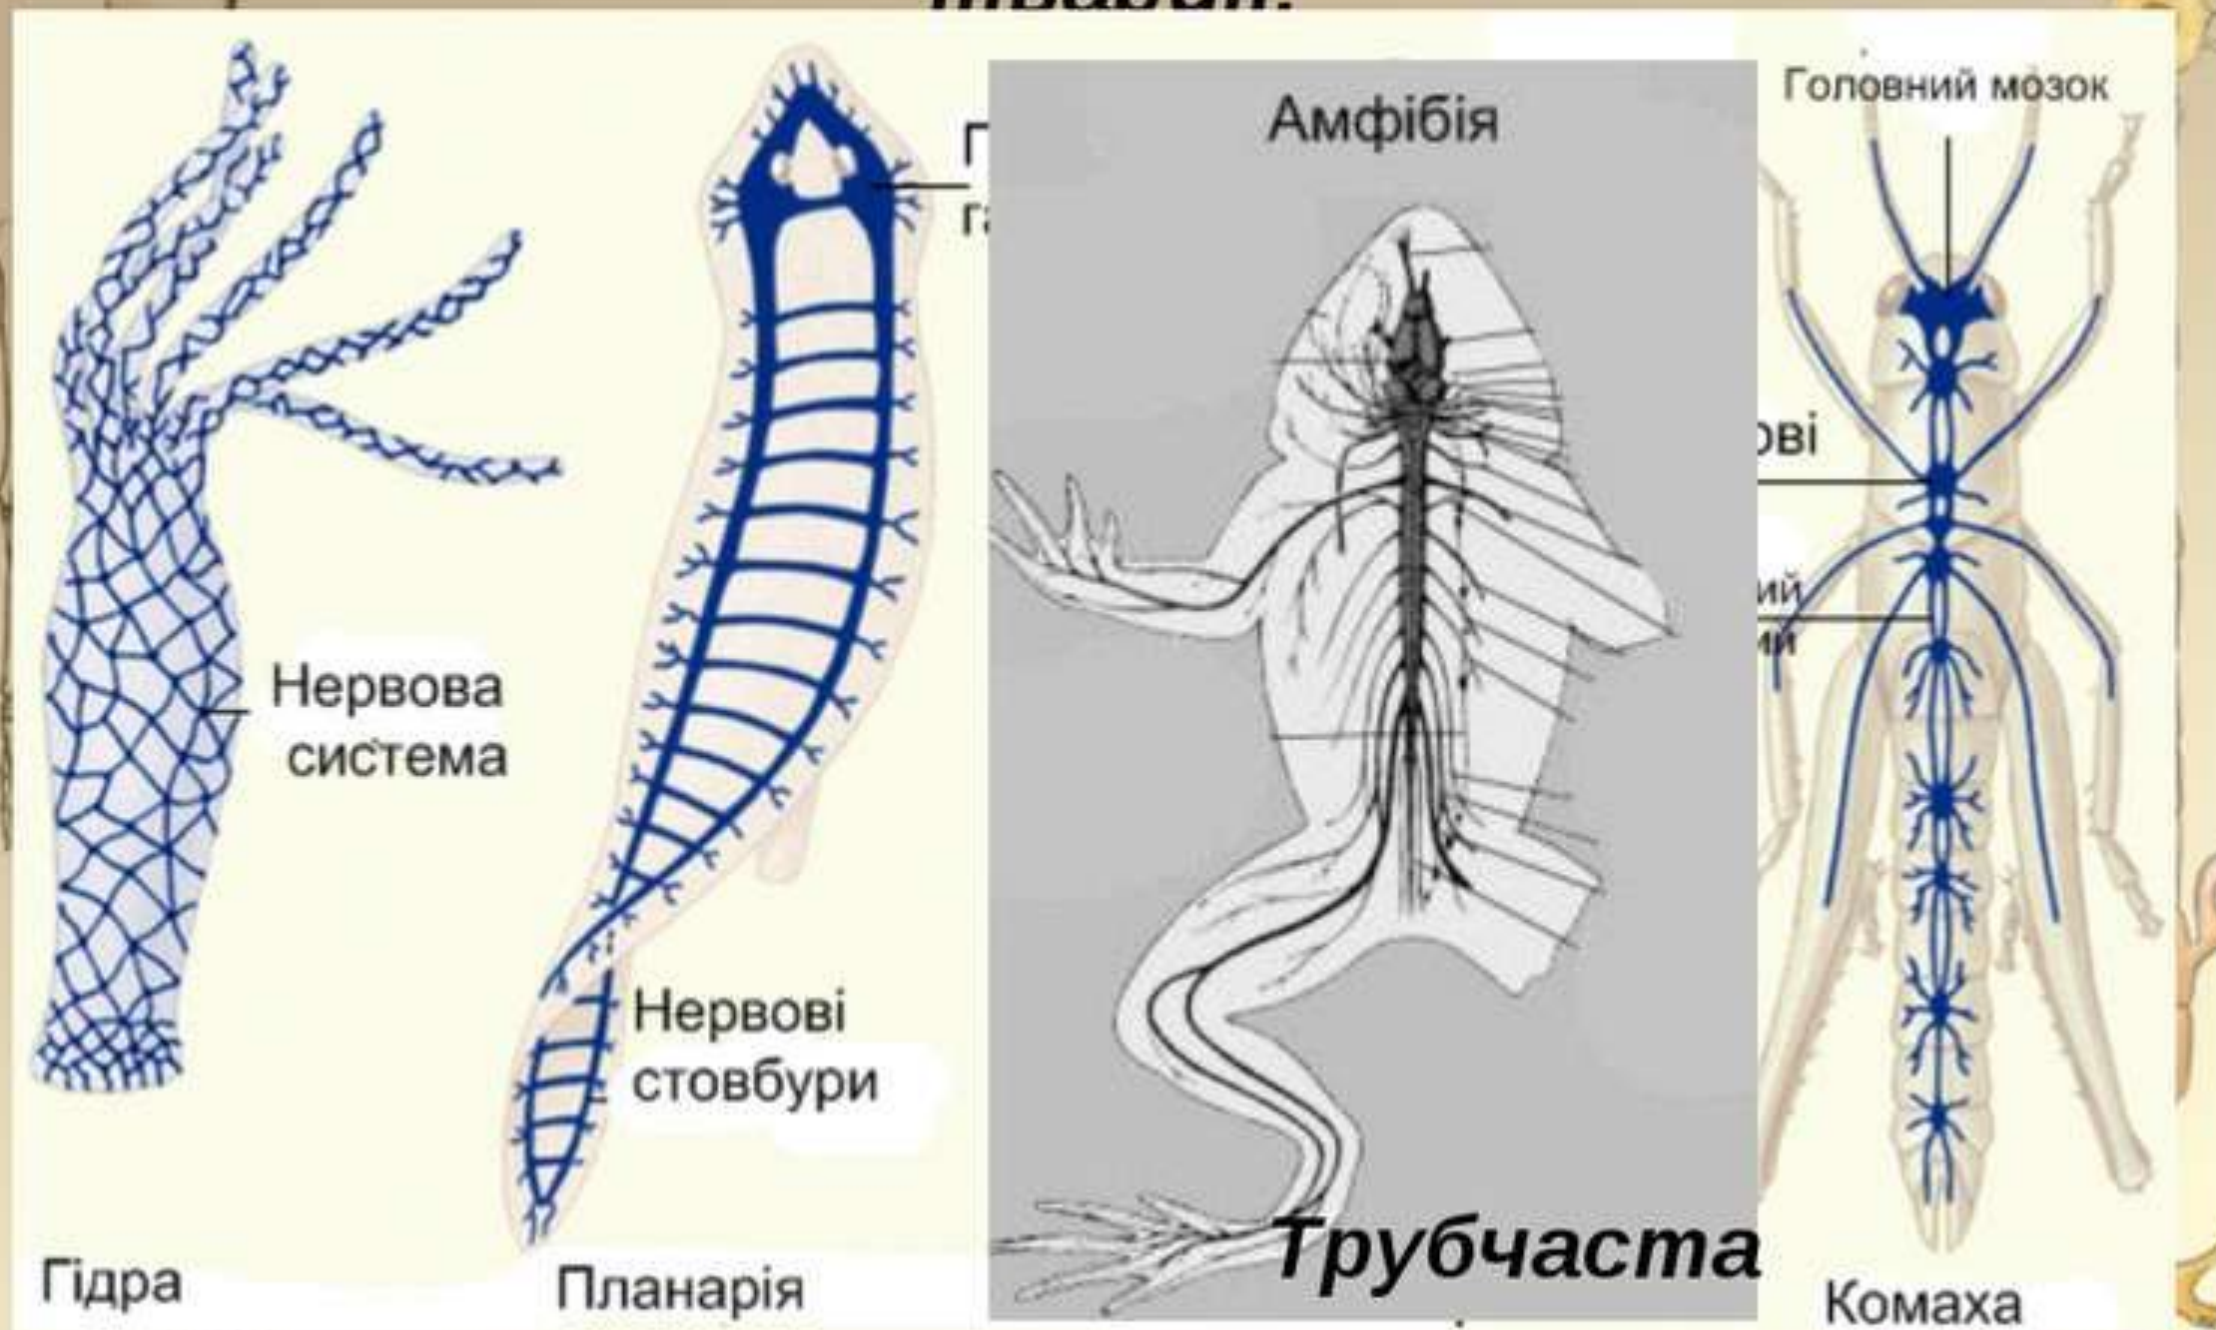 Амфібія
Головний мозок
Нервова
система
Нервові
стовбури
Трубчаста
Гідра
Планарія
Комаха